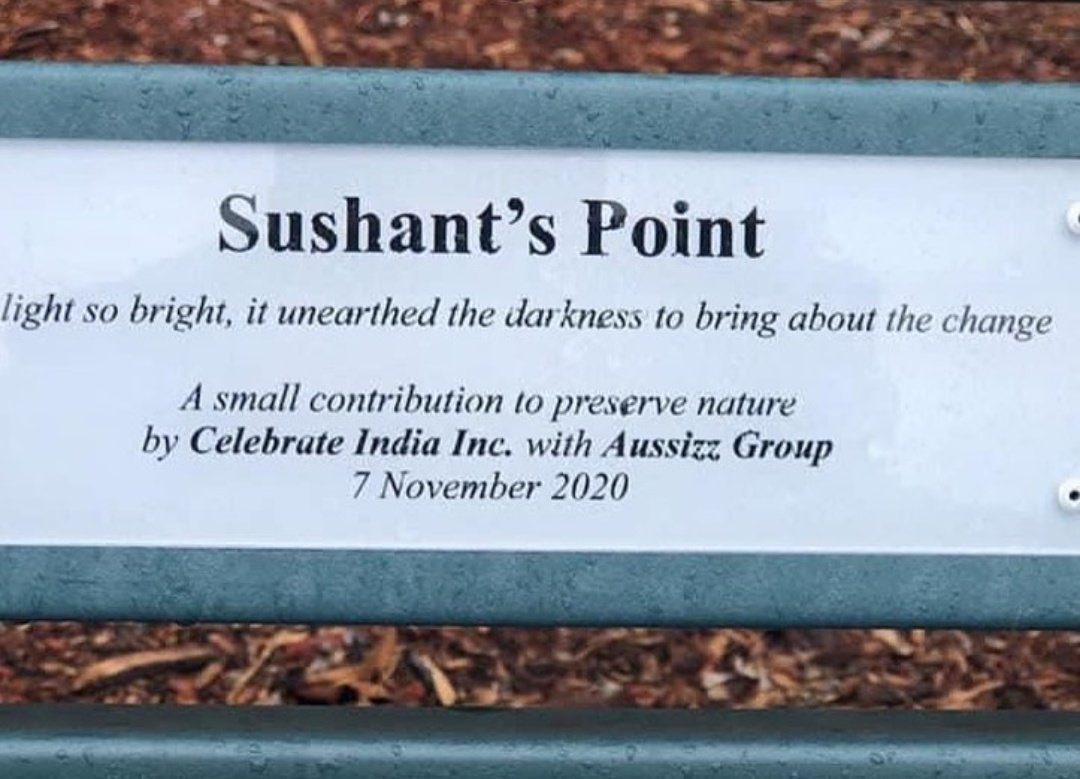 Sushant's Point
light so bright, it unearthed the darkness to bring about the change
A small contribution to preserve nature
by Celebrate India Inc. with Aussizz Group
7 November 2020